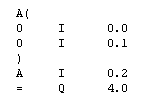 A(
O I 0.0
O I 0.1
)
A I 0.2
= Q 4.0